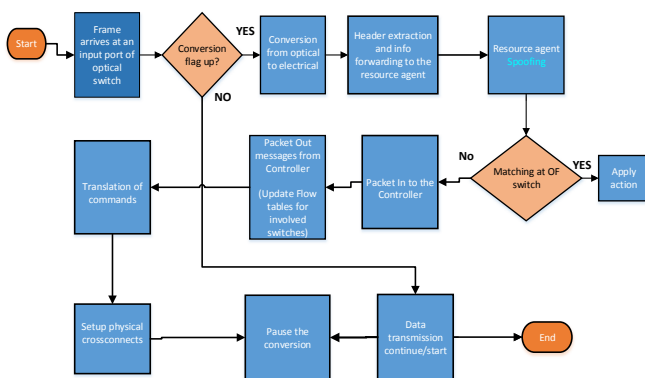 Start
Frame
arrives at an
input port of
optical
switch
Conversion
flag up?
YES
Conversion
from optical
to electrical
Header extraction
and info
forwarding to the
resource agent
Resource agent
Spoofing
NO
Matching at OF
switch
YES
Apply
action
No
Packet In to the
Controller
Packet Out
messages from
Controller
(Update Flow
tables for
involved
switches)
Translation of
commands
Setup physical
crossconnects
Pause the
conversion
Data
transmission
continue/start
End